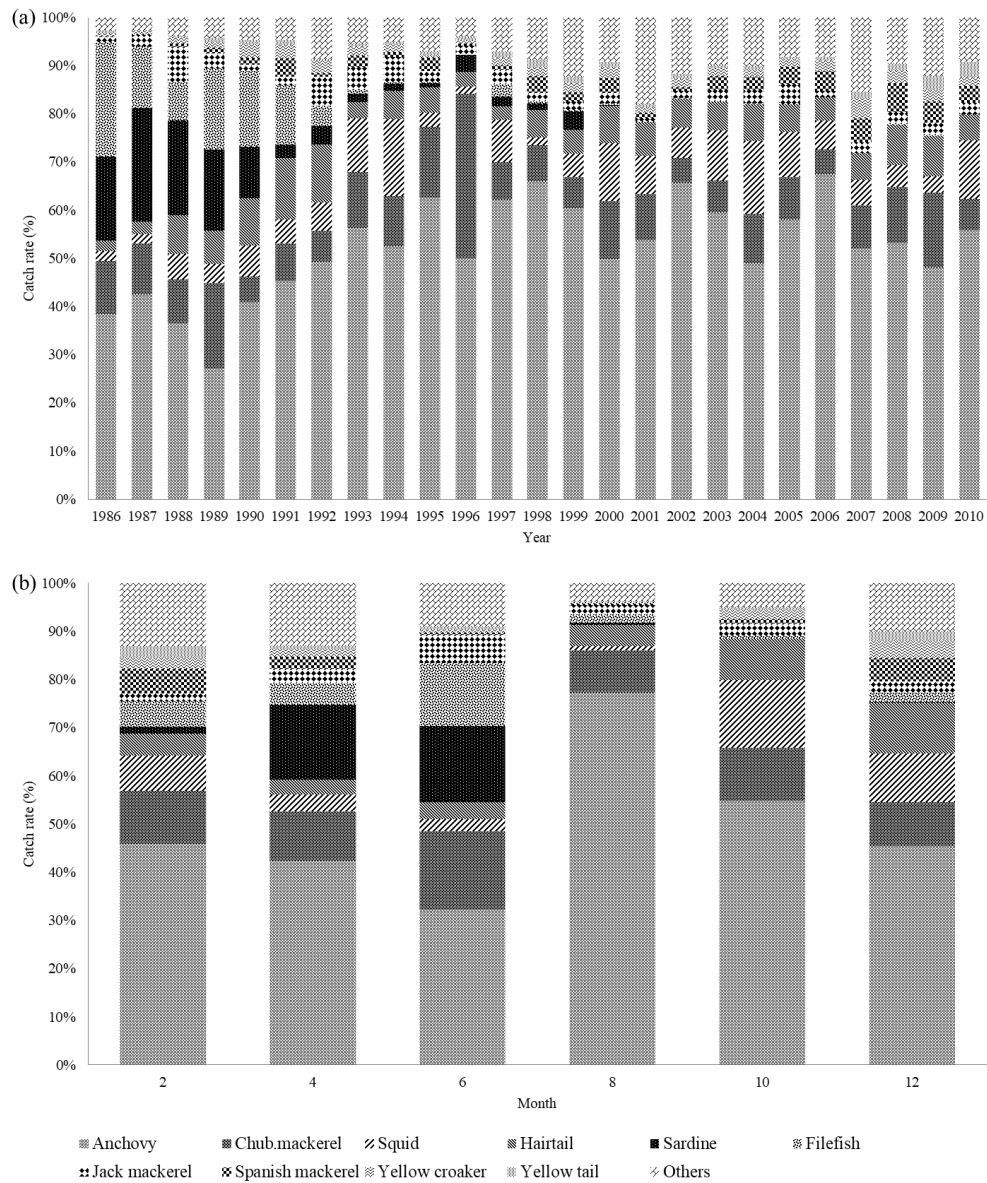 (a)
100%
90%
80%
70%
60%
50%
40%
30%
20%
10%
0%
Catch rate (%)
1986 1987 1988 1989 1990 1991 1992 1993 1994 1995 1996 1997 1998 1999 2000 2001 2002 2003 2004 2005 2006 2007 2008 2009 2010
Year
(b)
100%
90%
80%
70%
60%
50%
40%
30%
20%
10%
0%
Catch rate (%)
2 4 6 8 10 12
Month
Anchovy Chub.mackerel Squid Hairtail Sardine Filefish
Jack mackerel Spanish mackerel Yellow croaker Yellow tail Others